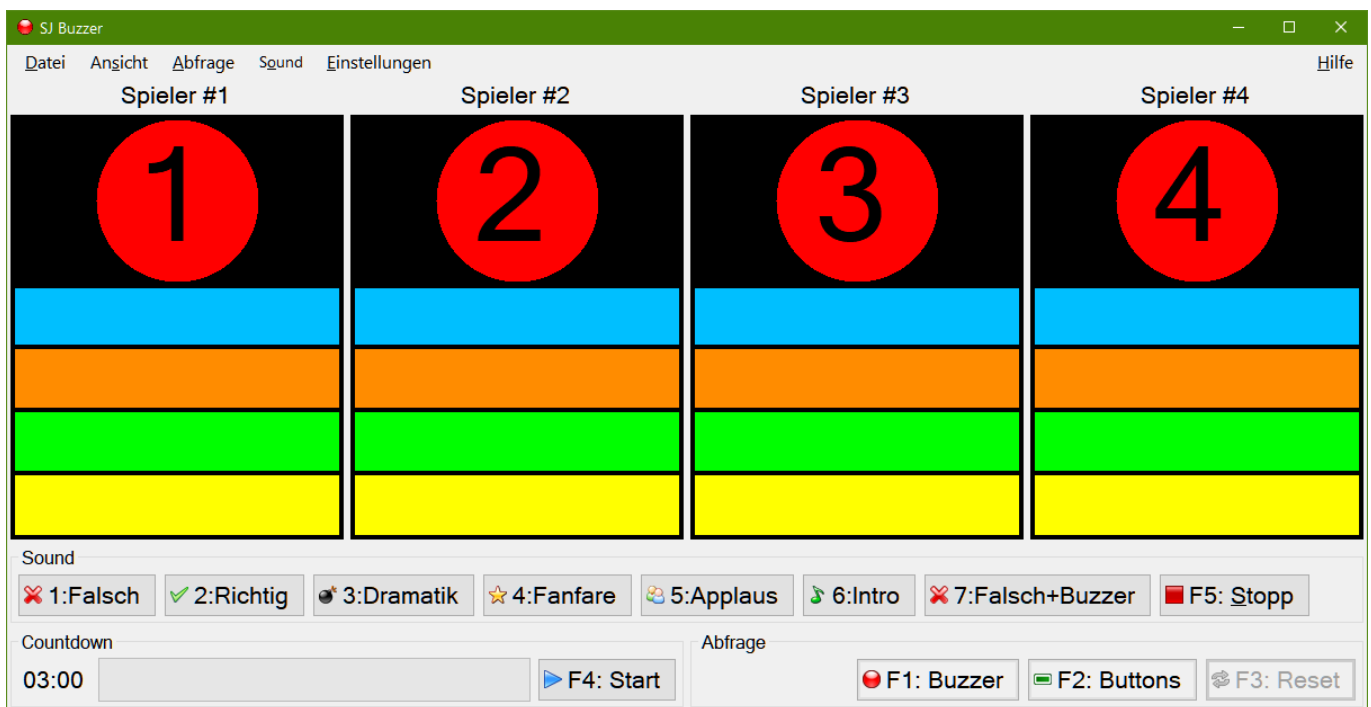 SJ Buzzer
Datei Ansicht Abfrage Sound Einstellungen Hilfe
Spieler #1 Spieler #2 Spieler #3 Spieler #4
1 2 3 4
Sound
1:Falsch 2:Richtig 3:Dramatik 4:Fanfare 5:Applaus 6:Intro 7:Falsch+Buzzer F5: Stopp
Countdown Abfrage
03:00 F4: Start F1: Buzzer F2: Buttons F3: Reset